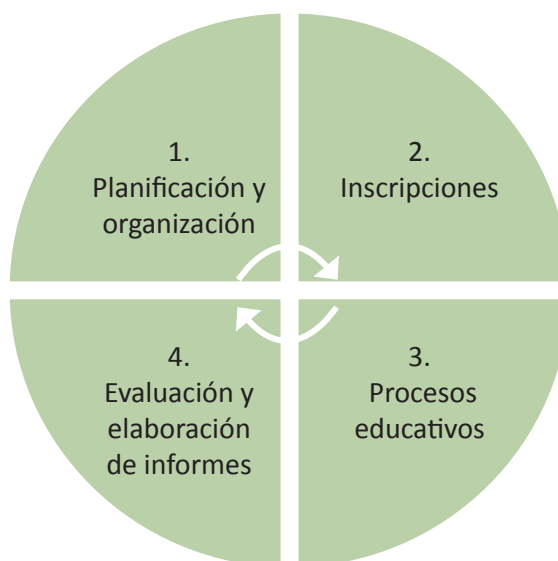 1.
Planificación y
organización
2.
Inscripciones
3.
Procesos
educativos
4.
Evaluación y
elaboración
de informes